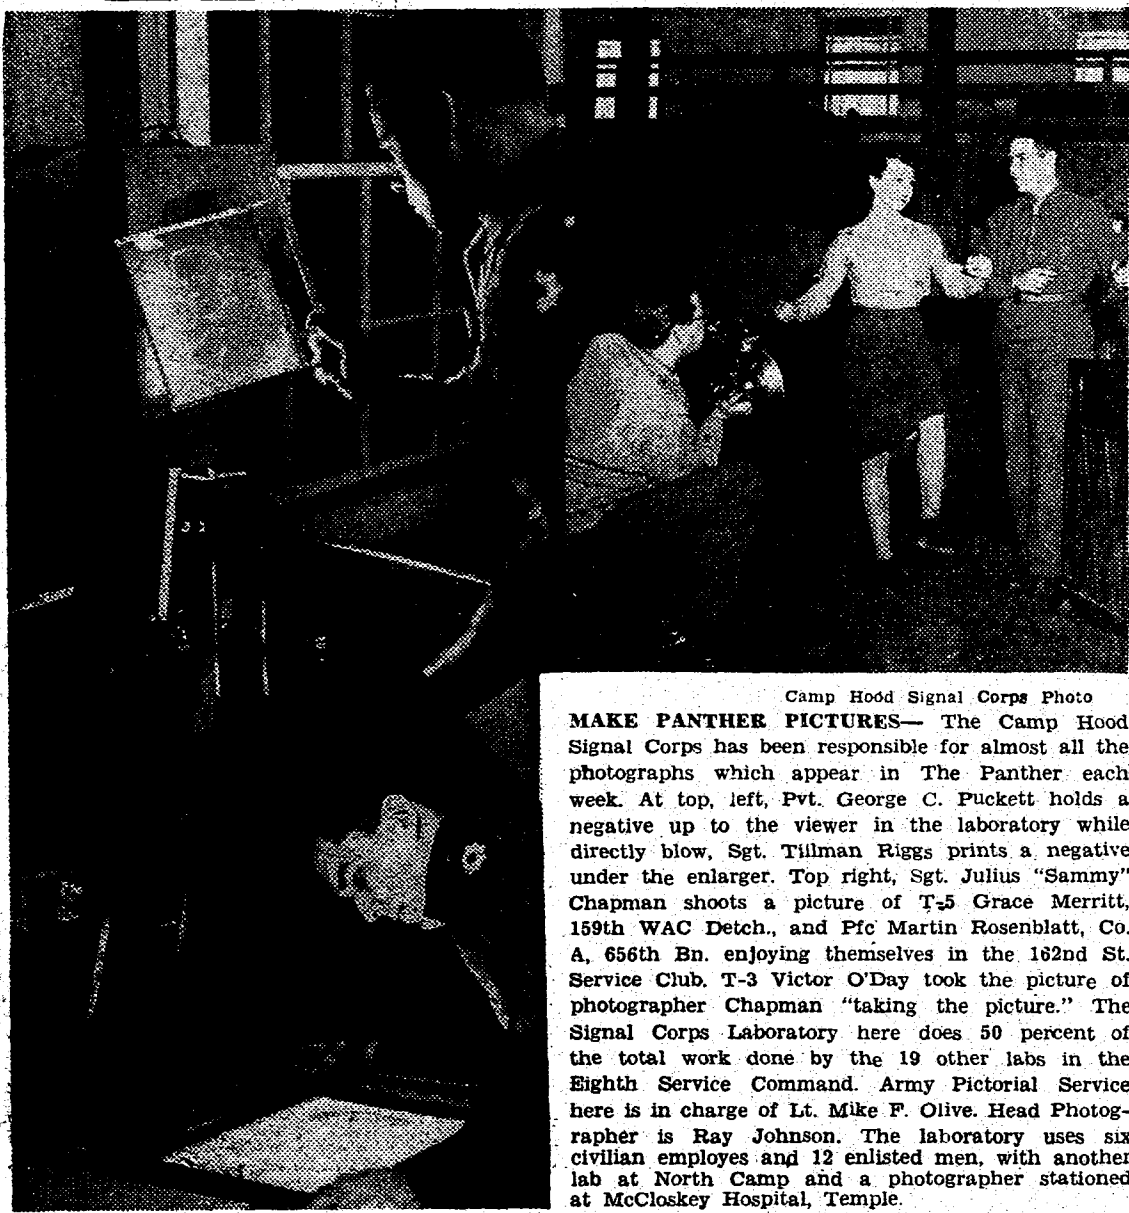 Camp Hood Signal Corps Photo
MAKE PANTHER PICTURES— The Camp Hood
Signal Corps has been responsible for almost all the
photographs which appear in The Panther each
week. At top, left, Pvt. George C. Puckett holds a
negative up to the viewer in the laboratory while
directly blow, Sgt. Tillman Riggs prints a negative
under the enlarger. Top right, Sgt. Julius "Sammy"
Chapman shoots a picture of T-5 Grace Merritt,
159th WAC Detch., and Pfc Martin Rosenblatt, Co.
A, 656th Bn. enjoying themselves in the 162nd St.
Service Club. T-3 Victor O'Day took the picture of
photographer Chapman "taking the picture." The
Signal Corps Laboratory here does 50 percent of
the total work done by the 19 other labs in the
Eighth Service Command. Army Pictorial Service
here is in charge of Lt. Mike F. Olive. Head Photog-
rapher is Ray Johnson. The laboratory uses six
civilian employes and 12 enlisted men, with another
lab at North Camp and a photographer stationed
at McCloskey Hospital, Temple.